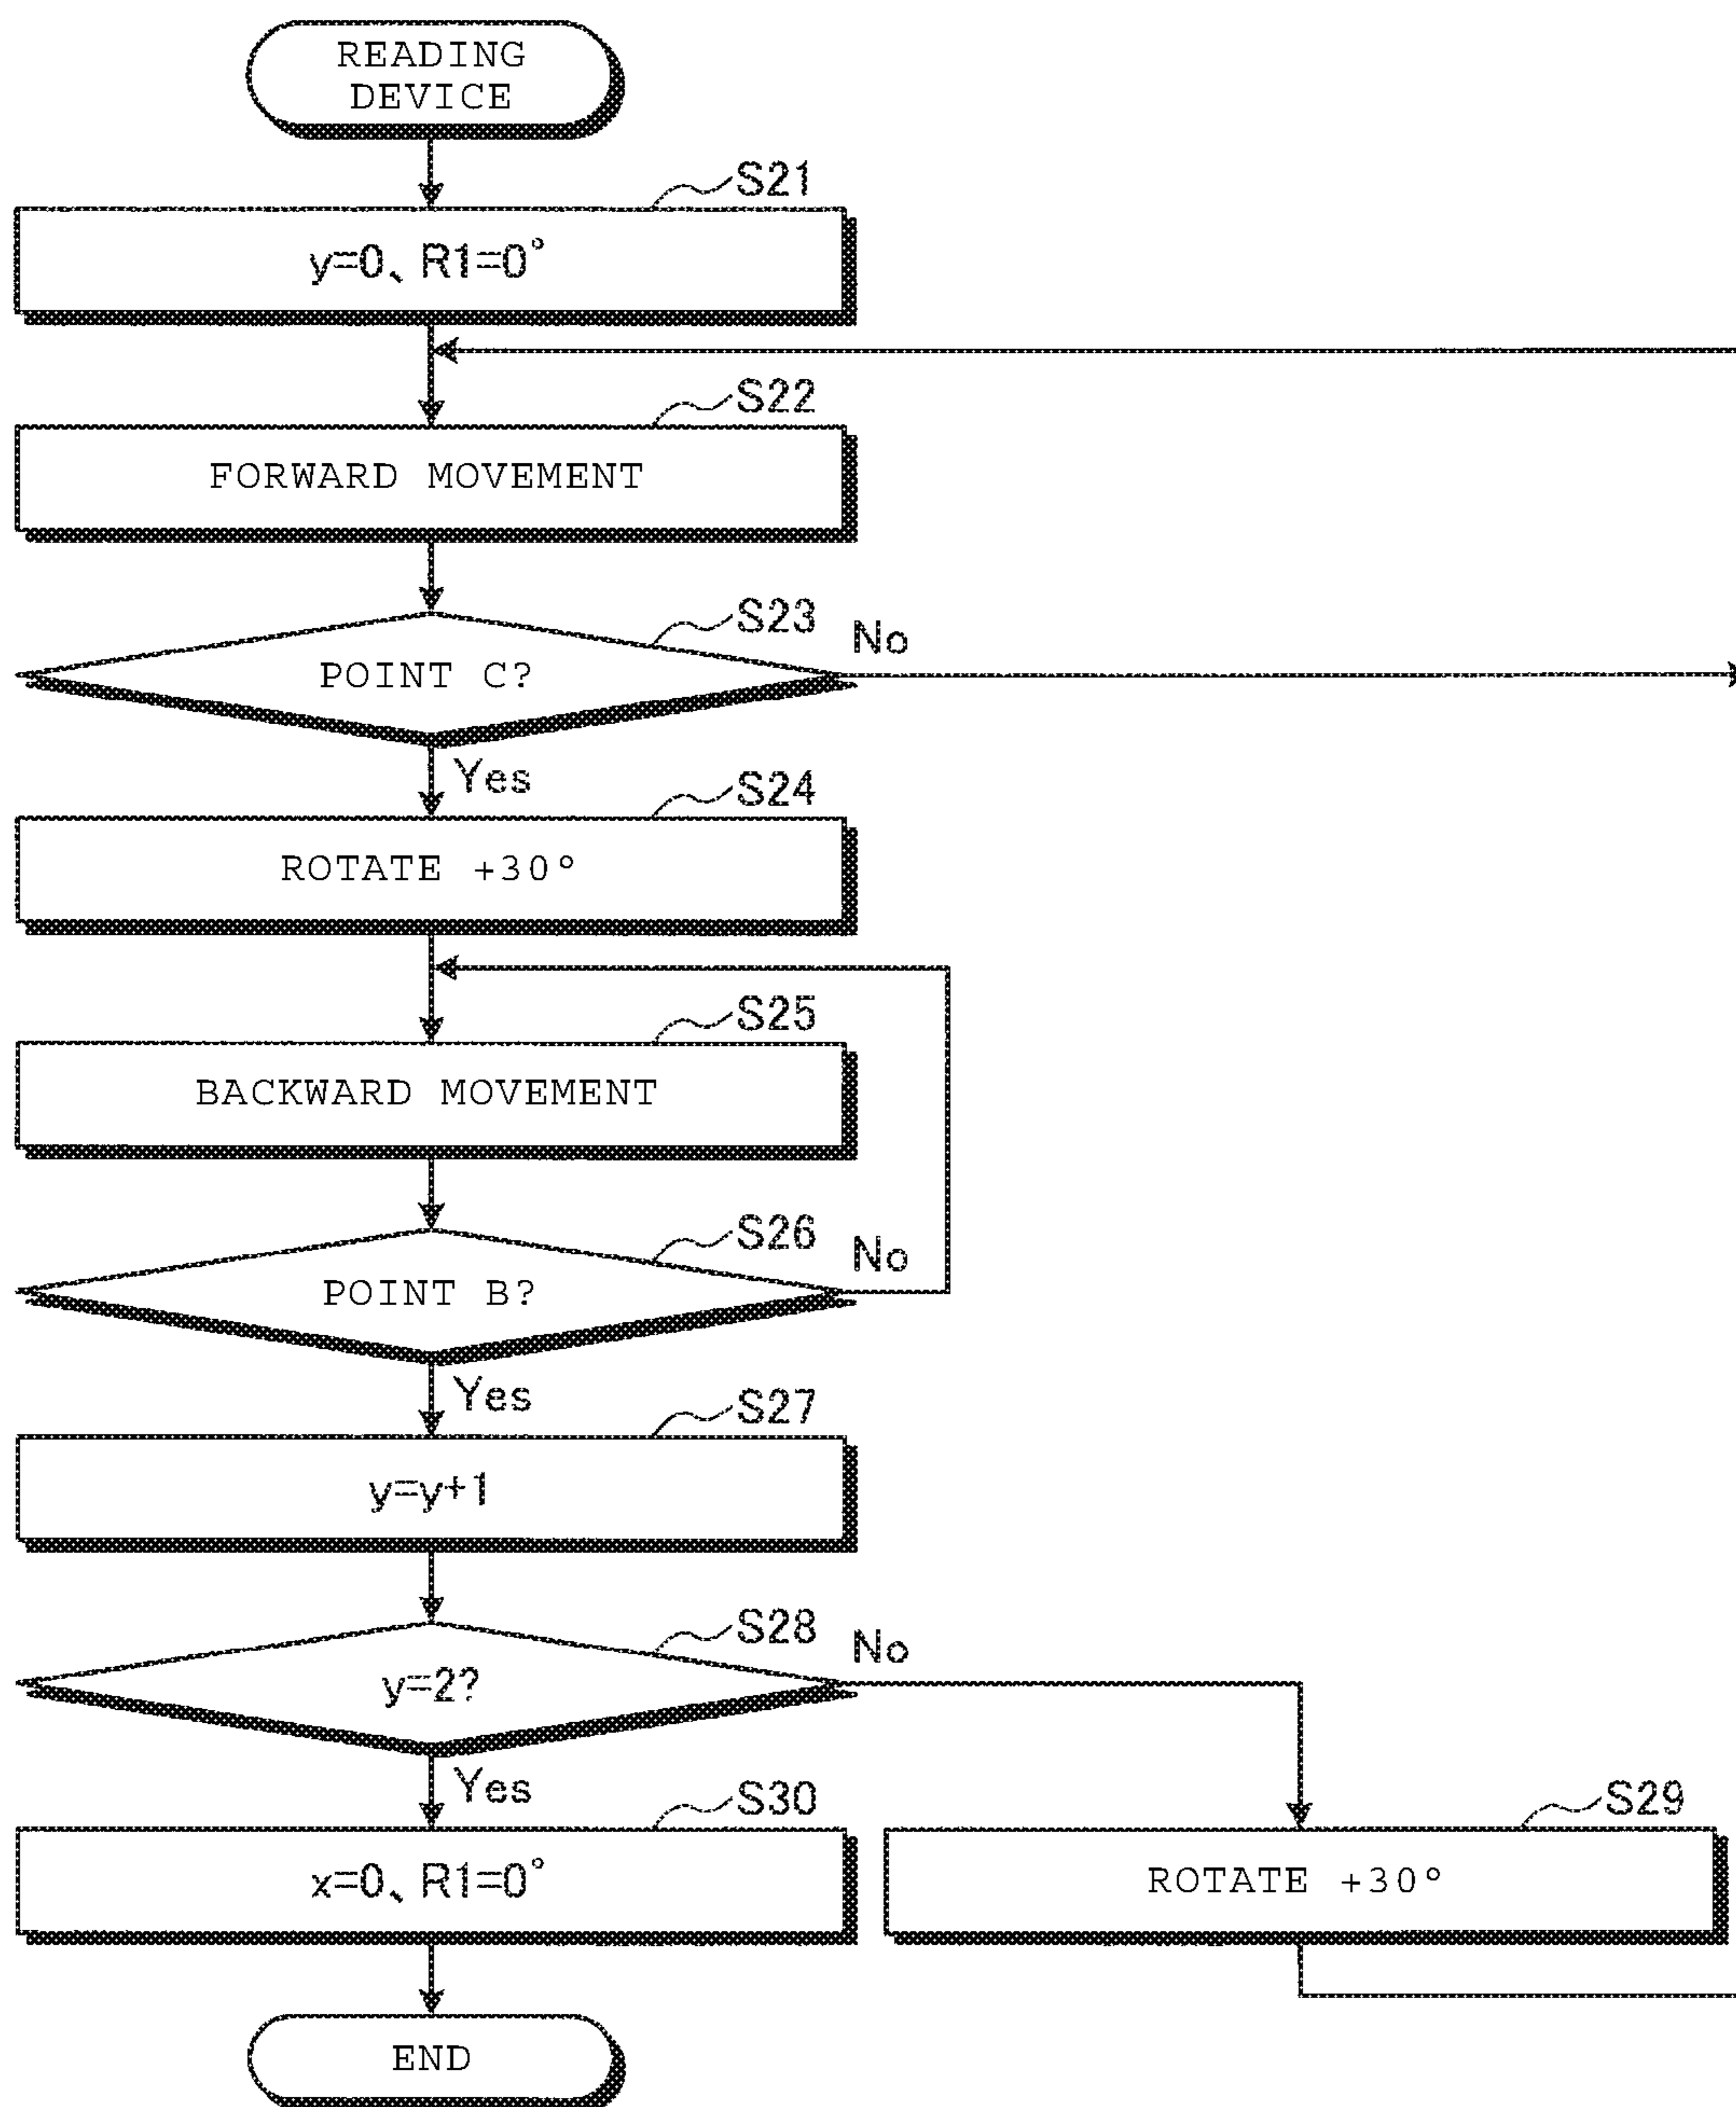 READING
DEVICE
S21
y=0、R1=0°
S22
FORWARD MOVEMENT
S23
POINT C?
No
Yes
S24
ROTATE +30°
S25
BACKWARD MOVEMENT
S26
POINT B?
No
Yes
S27
y=y+1
S28
y=2?
No
Yes
S30
x=0、R1=0°
S29
ROTATE +30°
END